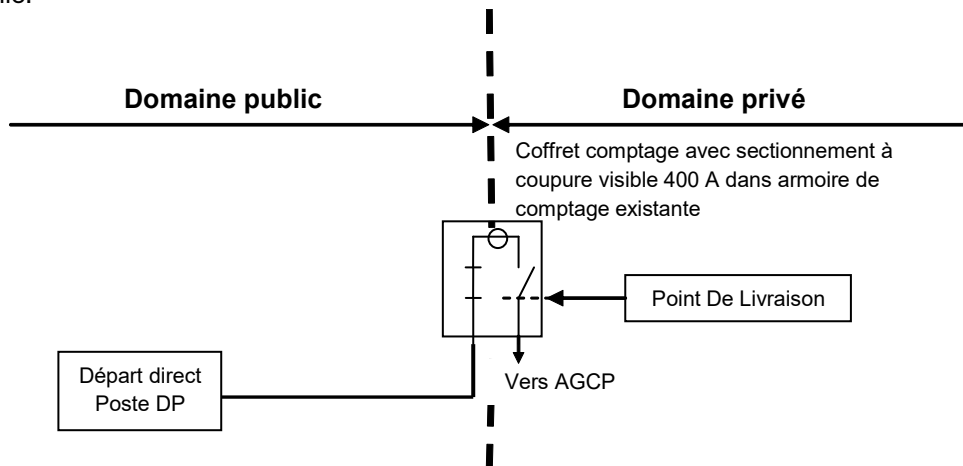 Domaine public
Domaine privé
Coffret comptage avec sectionnement à
coupure visible 400 A dans armoire de
comptage existante
Point De Livraison
Départ direct
Poste DP
Vers AGCP